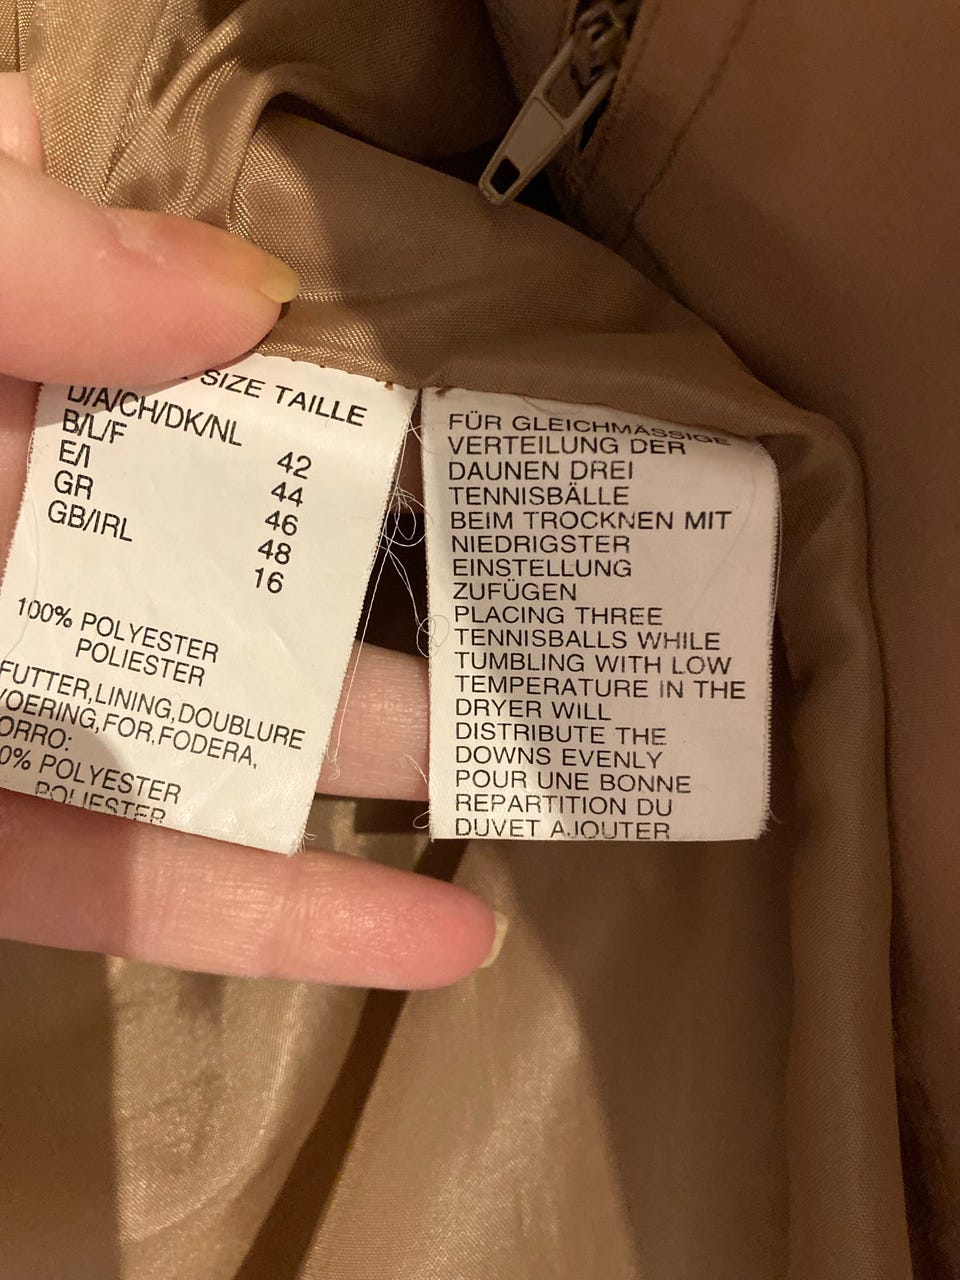 SIZE TAILLE
D/A/CH/DK/NL 42
B/L/F 44
E/I 46
GR 48
GB/IRL 16
100% POLYESTER
POLIESTER
FUTTER,LINING,DOUBLURE
VOERING,FOR.FODERA,
ORRO:
0% POLYESTER
POLIESTER
FÜR GLEICHMÄSSIGE
VERTEILUNG DER
DAUNEN DREI
TENNISBÄLLE
BEIM TROCKNEN MIT
NIEDRIGSTER
EINSTELLUNG
ZUFÜGEN
PLACING THREE
TENNISBALLS WHILE
TUMBLING WITH LOW
TEMPERATURE IN THE
DRYER WILL
DISTRIBUTE THE
DOWNS EVENLY
POUR UNE BONNE
REPARTITION DU
DUVET AJOUTER